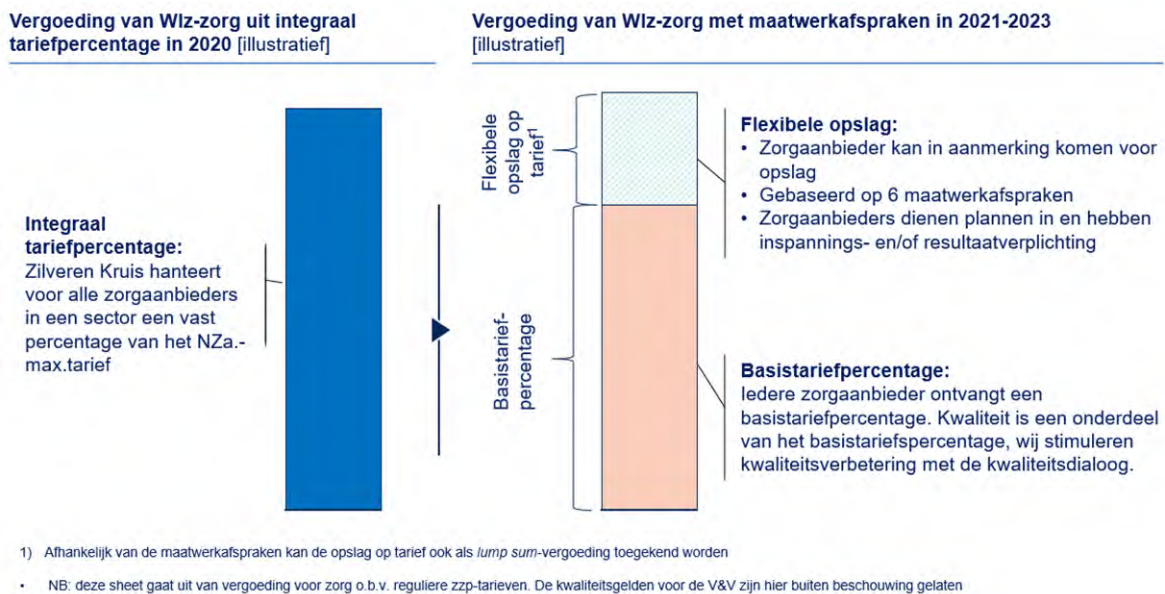 Vergoeding van Wlz-zorg uit integraal
tariefpercentage in 2020 [illustratief]
Integraal
tariefpercentage:
Zilveren Kruis hanteert
voor alle zorgaanbieders
in een sector een vast
percentage van het NZa.-
max.tarief
Vergoeding van Wlz-zorg met maatwerkafspraken in 2021-2023
[illustratief]
Flexibele
opslag op
tarief¹
Basistarief-
percentage
Flexibele opslag:
• Zorgaanbieder kan in aanmerking komen voor
opslag
• Gebaseerd op 6 maatwerkafspraken
• Zorgaanbieders dienen plannen in en hebben
inspannings- en/of resultaatverplichting
Basistariefpercentage:
Iedere zorgaanbieder ontvangt een
basistariefpercentage. Kwaliteit is een onderdeel
van het basistariefspercentage, wij stimuleren
kwaliteitsverbetering met de kwaliteitsdialoog.
1) Afhankelijk van de maatwerkafspraken kan de opslag op tarief ook als lump sum-vergoeding toegekend worden
• NB: deze sheet gaat uit van vergoeding voor zorg o.b.v. reguliere zzp-tarieven. De kwaliteitsgelden voor de V&V zijn hier buiten beschouwing gelaten